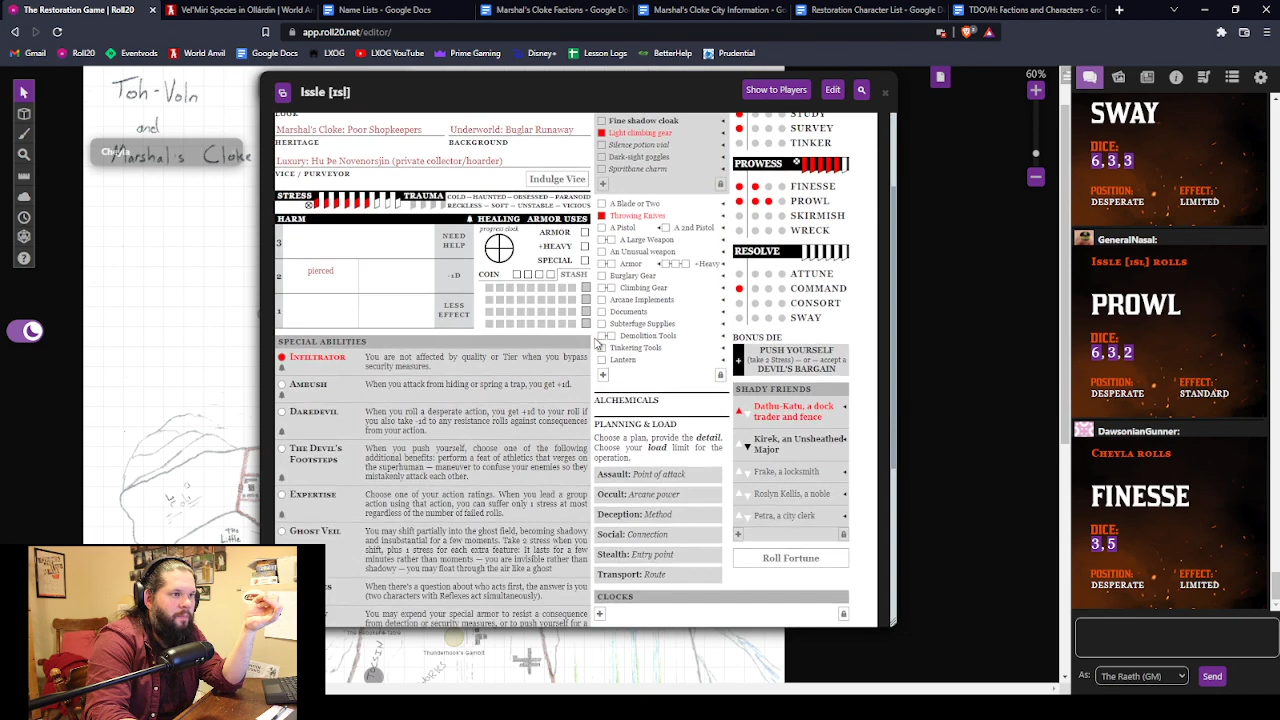 The Restoration Game | Roll20
Vel'Miri Species in Ollárdin | World
Name Lists - Google Docs
Marshal's Cloke Factions - Google Do
Marshal's Cloke City Information - G
Restoration Character List - Google D
TDOVH: Factions and Characters - Go
app.roll20.net/editor/
Gmail
Roll20
Eventods
World Anvil
Google Docs
LXOG
LXOG YouTube
Amazon
Prime Gaming
Disney+
Lesson Logs
BetterHelp
Prudential
Toh-Voln
and
Marshal's Cloke
Cheyla
The
Little
Thundernook's Gambit
60%
Issle [ɪsl]
Show to Players
Edit
LOOK
Marshal's Cloke: Poor Shopkeepers
Underworld: Buglar Runaway
HERITAGE
BACKGROUND
Luxury: Hu Þe Novenorsjin (private collector/hoarder)
VICE / PURVEYOR
Indulge Vice
STRESS
TRAUMA
COLD — HAUNTED — OBSESSED — PARANOID
RECKLESS — SOFT — UNSTABLE — VICIOUS
HARM
HEALING
ARMOR USES
3
NEED
HELP
progress clock
ARMOR
+HEAVY
SPECIAL
2
pierced
-1D
COIN
STASH
1
LESS
EFFECT
SPECIAL ABILITIES
INFILTRATOR
You are not affected by quality or Tier when you bypass
security measures.
AMBUSH
When you attack from hiding or spring a trap, you get +1d.
DAREDEVIL
When you roll a desperate action, you get +1d to your roll if
you also take -1d to any resistance rolls against consequences
from your action.
THE DEVIL'S
FOOTSTEPS
When you push yourself, choose one of the following
additional benefits: perform a feat of athletics that verges on
the superhuman — maneuver to confuse your enemies so they
mistakenly attack each other.
EXPERTISE
Choose one of your action ratings. When you lead a group
action using that action, you can suffer only 1 stress at most
regardless of the number of failed rolls.
GHOST VEIL
You may shift partially into the ghost field, becoming shadowy
and insubstantial for a few moments. Take 2 stress when you
shift, plus 1 stress for each extra feature: It lasts for a few
minutes rather than moments — you are invisible rather than
shadowy — you may float through the air like a ghost
When there's a question about who acts first, the answer is you
(two characters with Reflexes act simultaneously).
You may expend your special armor to resist a consequence
from detection or security measures, or to push yourself for
Fine shadow cloak
Light climbing gear
Silence potion vial
Dark-sight goggles
Spiritbane charm
A Blade or Two
Throwing Knives
A Pistol
A 2nd Pistol
A Large Weapon
An Unusual weapon
Armor
+Heavy
Burglary Gear
Climbing Gear
Arcane Implements
Documents
Subterfuge Supplies
Demolition Tools
Tinkering Tools
Lantern
ALCHEMICALS
PLANNING & LOAD
Choose a plan, provide the detail.
Choose your load limit for the
operation.
Assault: Point of attack
Occult: Arcane power
Deception: Method
Social: Connection
Stealth: Entry point
Transport: Route
CLOCKS
STUDY
SURVEY
TINKER
PROWESS
FINESSE
PROWL
SKIRMISH
WRECK
RESOLVE
ATTUNE
COMMAND
CONSORT
SWAY
BONUS DIE
PUSH YOURSELF
(take 2 Stress) — or — accept a
DEVIL'S BARGAIN
SHADY FRIENDS
Dathu-Katu, a dock
trader and fence
Kirek, an Unsheathed
Major
Frake, a locksmith
Roslyn Kellis, a noble
Petra, a city clerk
Roll Fortune
SWAY
DICE:
6, 3, 3
POSITION:
DESPERATE
EFFECT:
LIMITED
GeneralNasal:
ISSLE [ISL] ROLLS
PROWL
DICE:
6, 3, 2
POSITION:
DESPERATE
EFFECT:
STANDARD
DawsonianGunner:
CHEYLA ROLLS
FINESSE
DICE:
3, 5
POSITION:
DESPERATE
EFFECT:
LIMITED
As:
The Raeth (GM)
Send